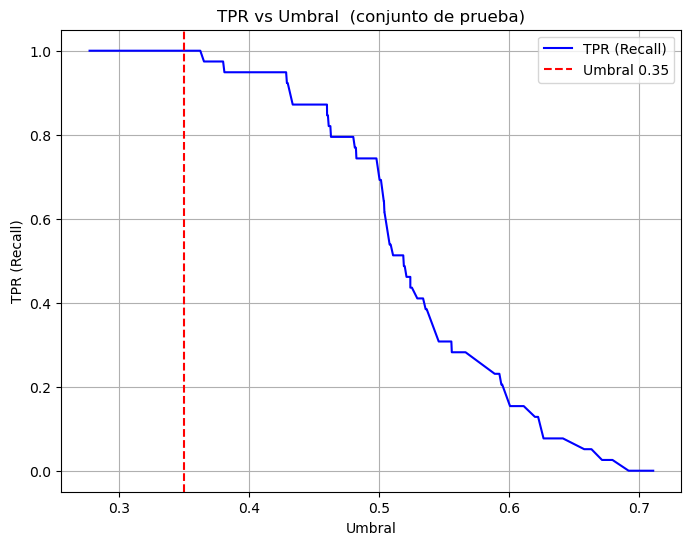 TPR vs Umbral  (conjunto de prueba)
TPR (Recall)
Umbral 0.35
1.0
0.8
0.6
0.4
0.2
0.0
TPR (Recall)
0.3 0.4 0.5 0.6 0.7
Umbral